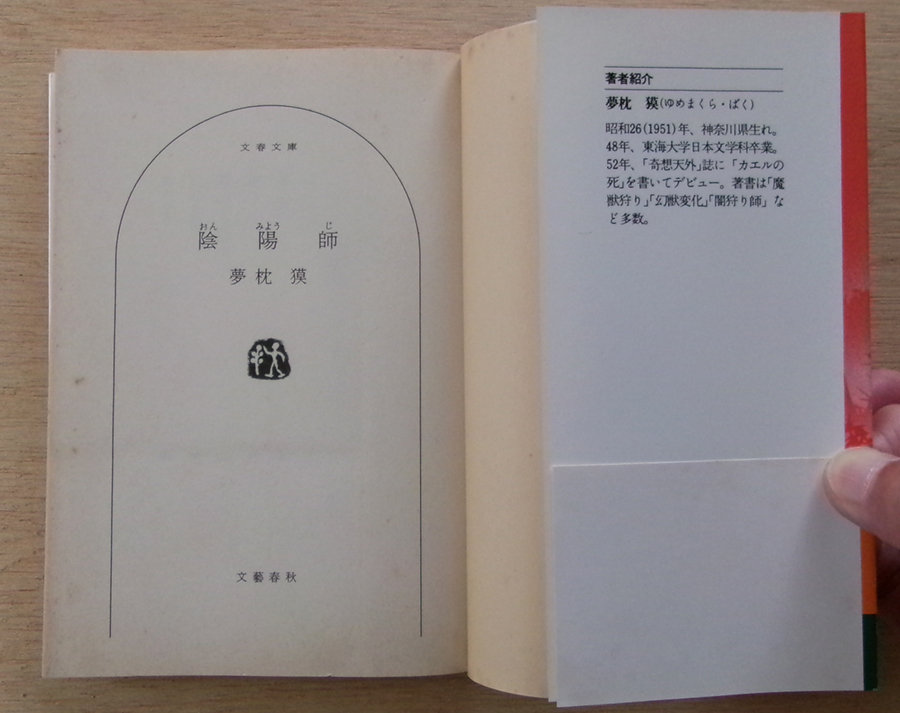 文春文庫
おん みよう じ
陰陽師
夢枕 獏
文藝春秋
著者紹介
夢枕 獏(ゆめまくら・ばく)
昭和26(1951)年、神奈川県生れ。
48年、東海大学日本文学科卒業。
52年、「奇想天外」誌に「カエルの
死」を書いてデビュー。著書は「魔
獣狩り」「幻獣変化」「闇狩り師」な
ど多数。